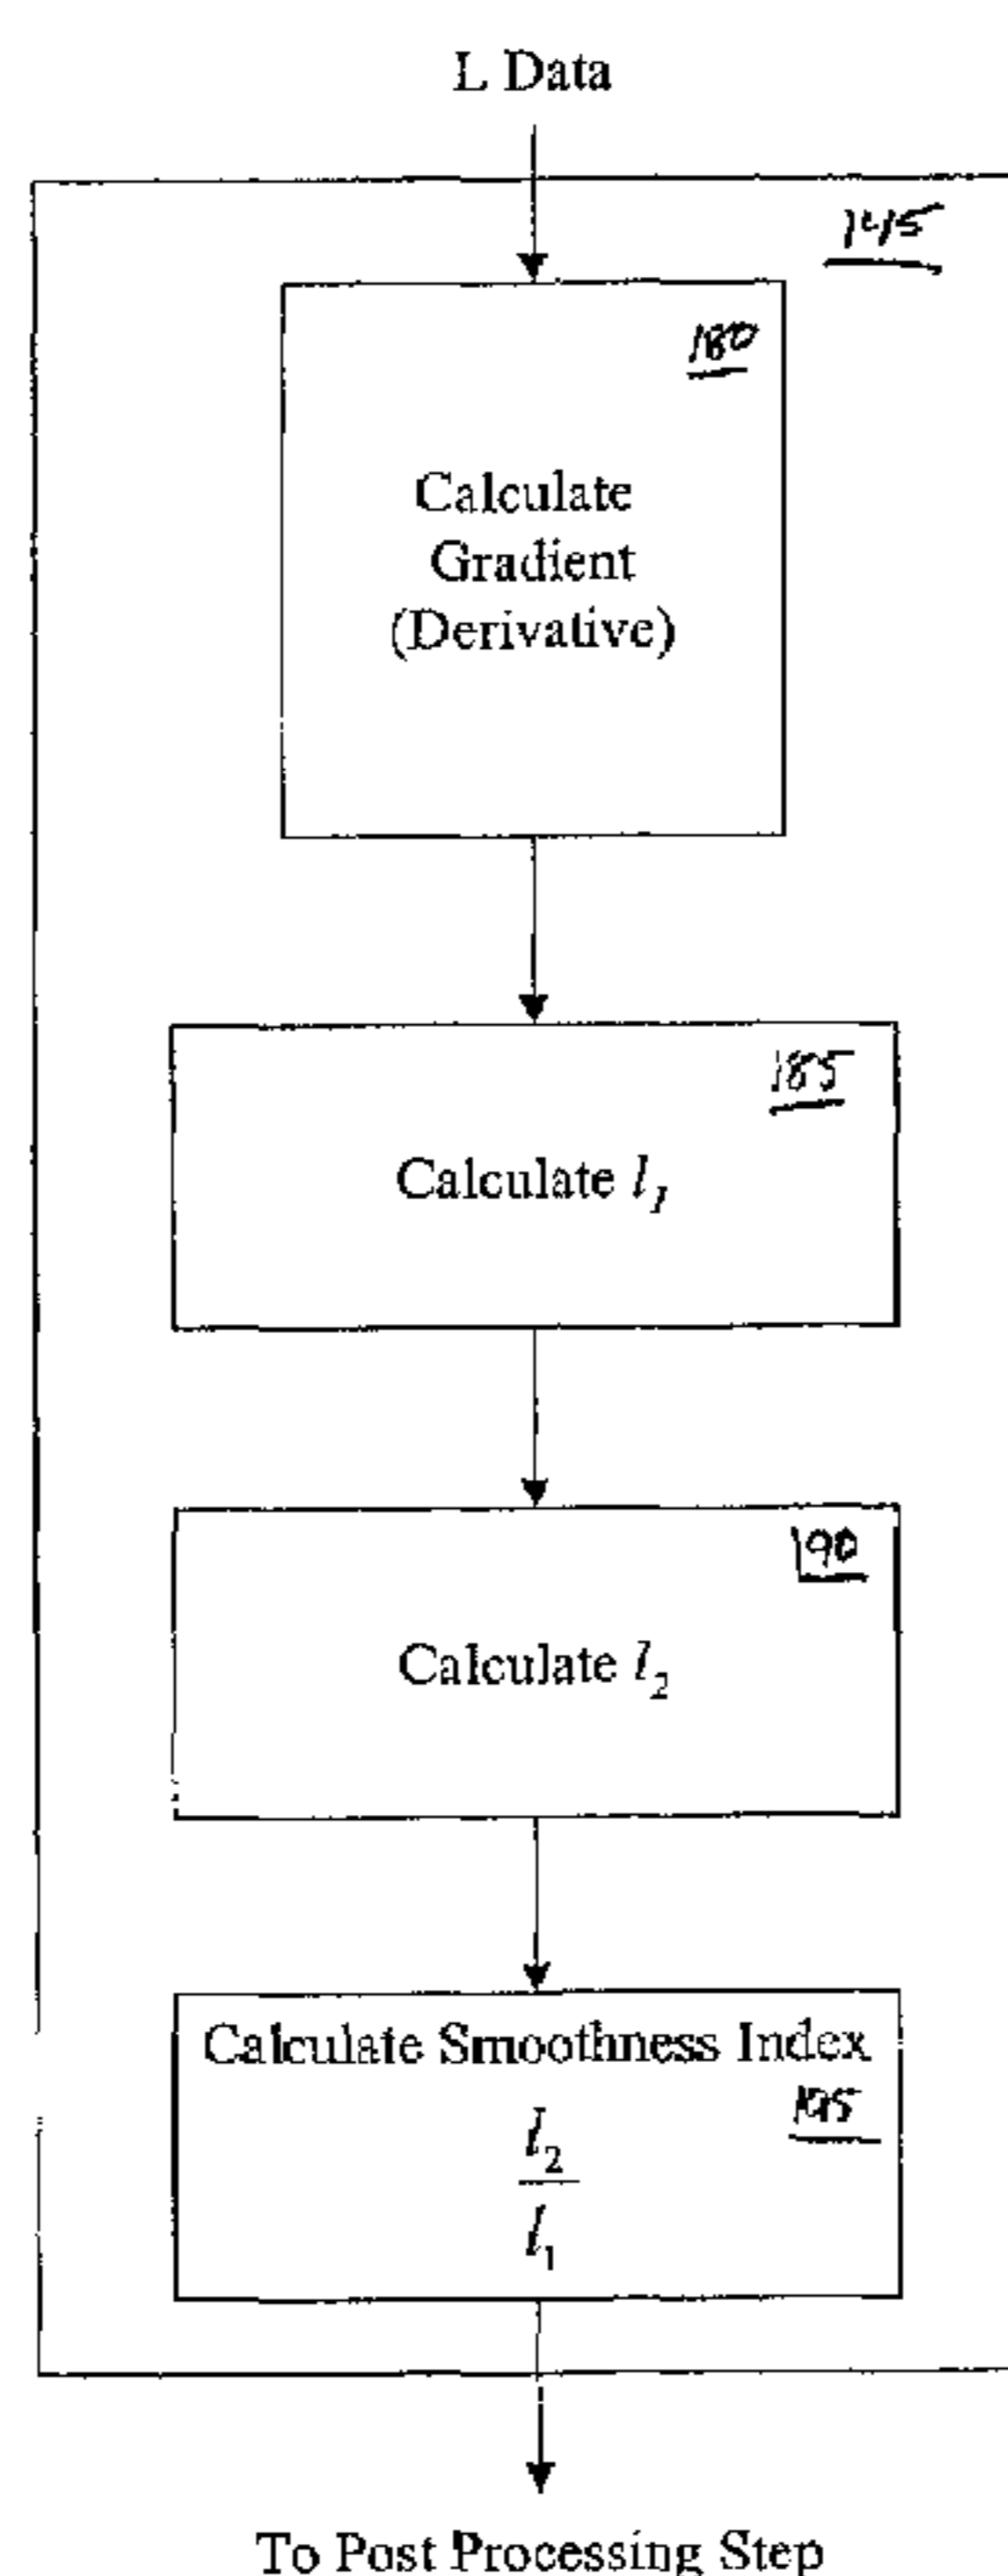 L Data
145
180
Calculate
Gradient
(Derivative)
185
Calculate l₁
190
Calculate l₂
Calculate Smoothness Index
195
l₂
l₁
To Post Processing Step